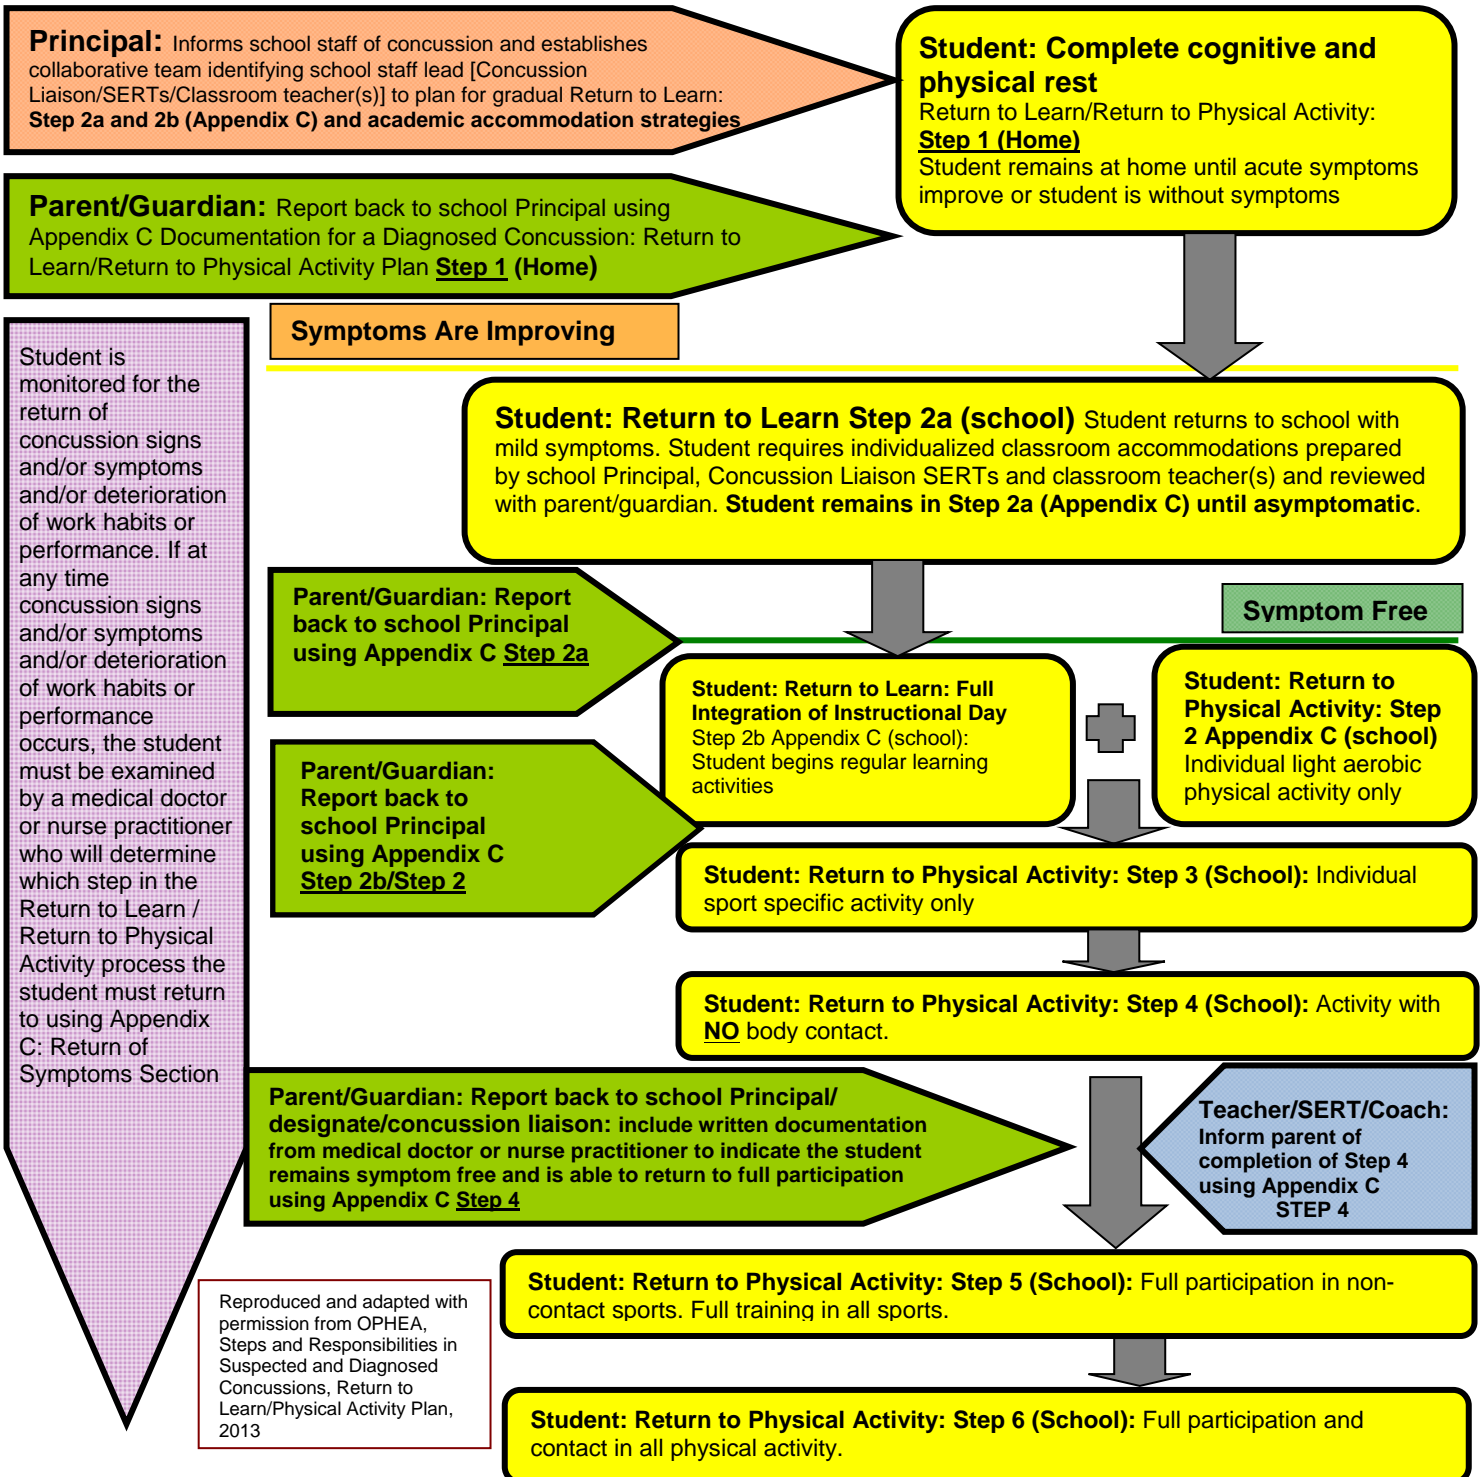 Principal: Informs school staff of concussion and establishes
collaborative team identifying school staff lead [Concussion
Liaison/SERTs/Classroom teacher(s)] to plan for gradual Return to Learn:
Step 2a and 2b (Appendix C) and academic accommodation strategies
Student: Complete cognitive and
physical rest
Return to Learn/Return to Physical Activity:
Step 1 (Home)
Student remains at home until acute symptoms
improve or student is without symptoms
Parent/Guardian: Report back to school Principal using
Appendix C Documentation for a Diagnosed Concussion: Return to
Learn/Return to Physical Activity Plan Step 1 (Home)
Symptoms Are Improving
Student is
monitored for the
return of
concussion signs
and/or symptoms
and/or deterioration
of work habits or
performance. If at
any time
concussion signs
and/or symptoms
and/or deterioration
of work habits or
performance
occurs, the student
must be examined
by a medical doctor
or nurse practitioner
who will determine
which step in the
Return to Learn /
Return to Physical
Activity process the
student must return
to using Appendix
C: Return of
Symptoms Section
Student: Return to Learn Step 2a (school) Student returns to school with
mild symptoms. Student requires individualized classroom accommodations prepared
by school Principal, Concussion Liaison SERTs and classroom teacher(s) and reviewed
with parent/guardian. Student remains in Step 2a (Appendix C) until asymptomatic.
Parent/Guardian: Report
back to school Principal
using Appendix C Step 2a
Symptom Free
Student: Return to Learn: Full
Integration of Instructional Day
Step 2b Appendix C (school):
Student begins regular learning
activities
Student: Return to
Physical Activity: Step
2 Appendix C (school)
Individual light aerobic
physical activity only
Parent/Guardian:
Report back to
school Principal
using Appendix C
Step 2b/Step 2
Student: Return to Physical Activity: Step 3 (School): Individual
sport specific activity only
Student: Return to Physical Activity: Step 4 (School): Activity with
NO body contact.
Parent/Guardian: Report back to school Principal/
designate/concussion liaison: include written documentation
from medical doctor or nurse practitioner to indicate the student
remains symptom free and is able to return to full participation
using Appendix C Step 4
Teacher/SERT/Coach:
Inform parent of
completion of Step 4
using Appendix C
STEP 4
Student: Return to Physical Activity: Step 5 (School): Full participation in non-
contact sports. Full training in all sports.
Reproduced and adapted with
permission from OPHEA,
Steps and Responsibilities in
Suspected and Diagnosed
Concussions, Return to
Learn/Physical Activity Plan,
2013
Student: Return to Physical Activity: Step 6 (School): Full participation and
contact in all physical activity.